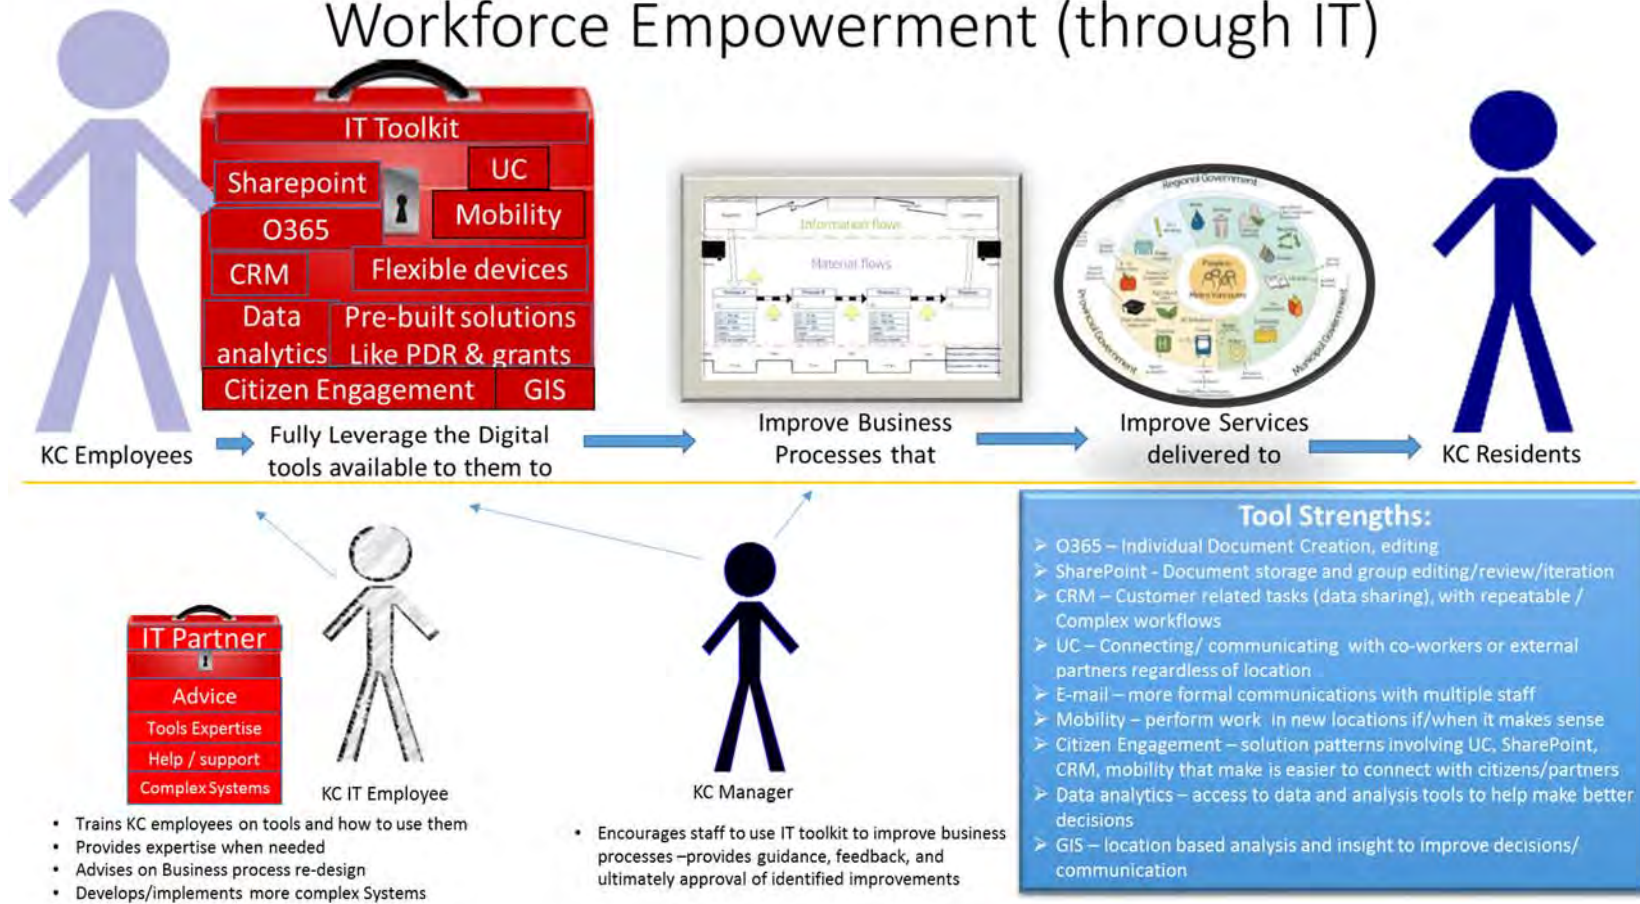 Workforce Empowerment (through IT)
IT Toolkit
Sharepoint
UC
O365
Mobility
CRM
Flexible devices
Data
analytics
Pre-built solutions
Like PDR & grants
Citizen Engagement
GIS
Information flows
Material flows
Regional Government
Provincial Government
Municipal Government
KC Employees
Fully Leverage the Digital
tools available to them to
Improve Business
Processes that
Improve Services
delivered to
KC Residents
IT Partner
Advice
Tools Expertise
Help / support
Complex Systems
KC IT Employee
• Trains KC employees on tools and how to use them
• Provides expertise when needed
• Advises on Business process re-design
• Develops/implements more complex Systems
KC Manager
• Encourages staff to use IT toolkit to improve business
processes –provides guidance, feedback, and
ultimately approval of identified improvements
Tool Strengths:
➢ O365 – Individual Document Creation, editing
➢ SharePoint - Document storage and group editing/review/iteration
➢ CRM – Customer related tasks (data sharing), with repeatable /
Complex workflows
➢ UC – Connecting/ communicating with co-workers or external
partners regardless of location
➢ E-mail – more formal communications with multiple staff
➢ Mobility – perform work in new locations if/when it makes sense
➢ Citizen Engagement – solution patterns involving UC, SharePoint,
CRM, mobility that make is easier to connect with citizens/partners
➢ Data analytics – access to data and analysis tools to help make better
decisions
➢ GIS – location based analysis and insight to improve decisions/
communication